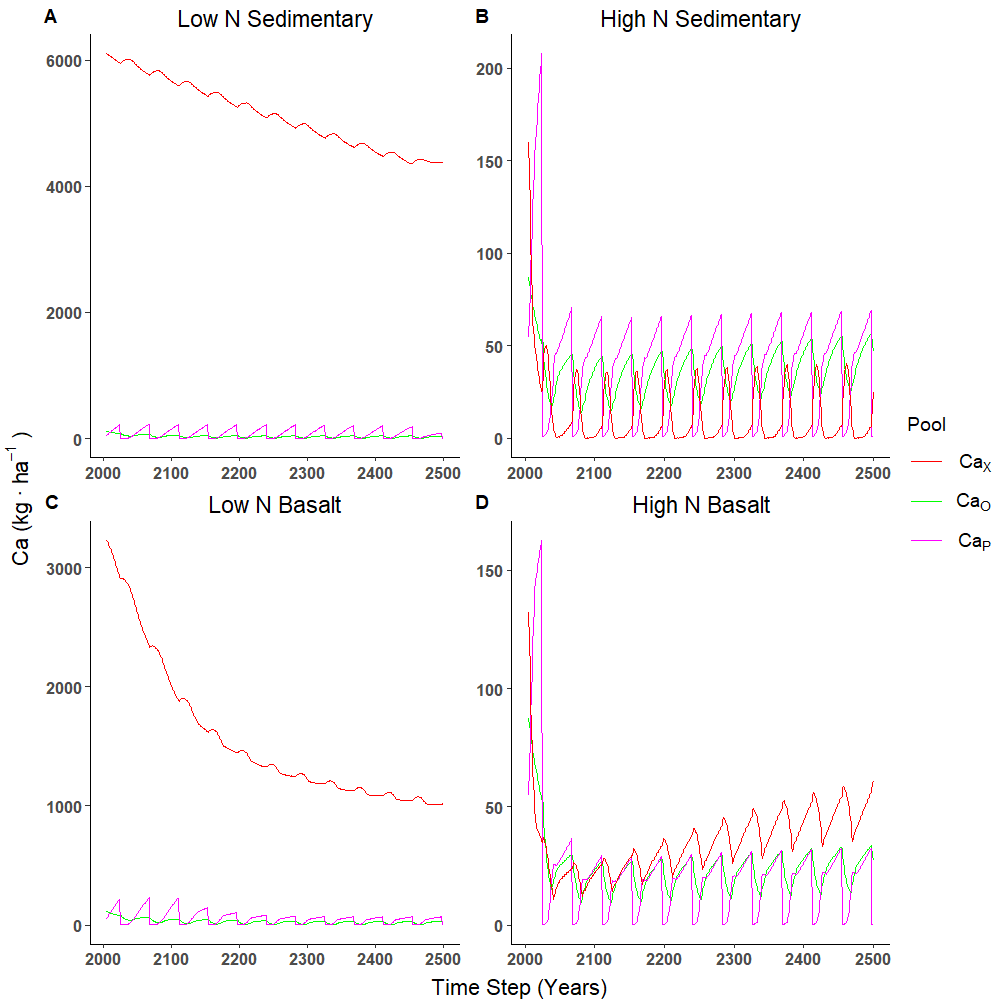 A Low N Sedimentary
B High N Sedimentary
6000
4000
2000
0
200
150
100
50
0
2000 2100 2200 2300 2400 2500
2000 2100 2200 2300 2400 2500
C Low N Basalt
D High N Basalt
3000
2000
1000
0
150
100
50
0
2000 2100 2200 2300 2400 2500
2000 2100 2200 2300 2400 2500
Ca (kg · ha⁻¹ )
Time Step (Years)
Pool
Ca_X
Ca_O
Ca_P